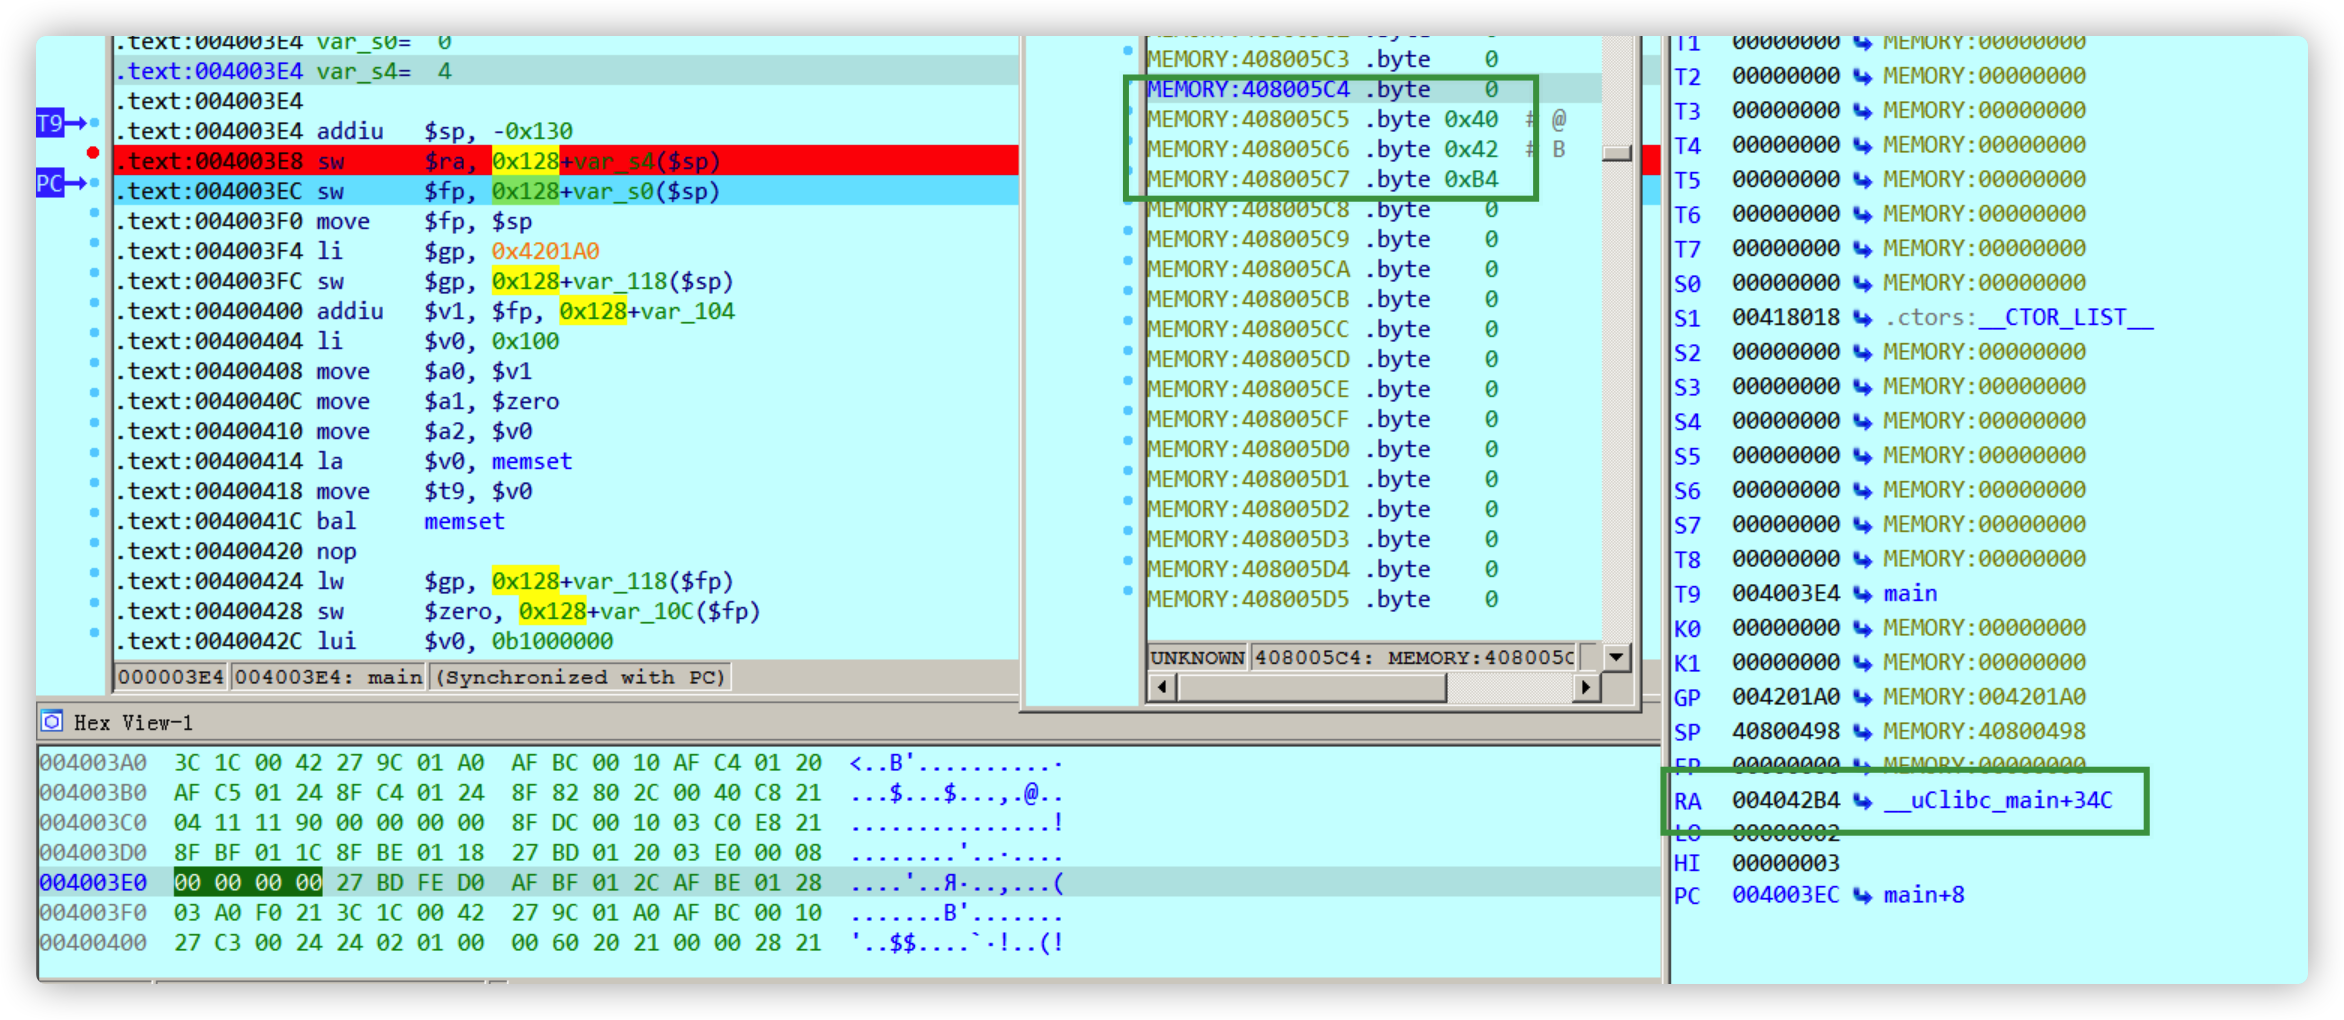 .text:004003E4 var_s0=  0
.text:004003E4 var_s4=  4
.text:004003E4
T9
.text:004003E4 addiu   $sp, -0x130
.text:004003E8 sw      $ra, 0x128+var_s4($sp)
PC
.text:004003EC sw      $fp, 0x128+var_s0($sp)
.text:004003F0 move    $fp, $sp
.text:004003F4 li      $gp, 0x4201A0
.text:004003FC sw      $gp, 0x128+var_118($sp)
.text:00400400 addiu   $v1, $fp, 0x128+var_104
.text:00400404 li      $v0, 0x100
.text:00400408 move    $a0, $v1
.text:0040040C move    $a1, $zero
.text:00400410 move    $a2, $v0
.text:00400414 la      $v0, memset
.text:00400418 move    $t9, $v0
.text:0040041C bal     memset
.text:00400420 nop
.text:00400424 lw      $gp, 0x128+var_118($fp)
.text:00400428 sw      $zero, 0x128+var_10C($fp)
.text:0040042C lui     $v0, 0b1000000
000003E4 004003E4: main (Synchronized with PC)
MEMORY:408005C3 .byte    0
MEMORY:408005C4 .byte    0
MEMORY:408005C5 .byte 0x40  # @
MEMORY:408005C6 .byte 0x42  # B
MEMORY:408005C7 .byte 0xB4
MEMORY:408005C8 .byte    0
MEMORY:408005C9 .byte    0
MEMORY:408005CA .byte    0
MEMORY:408005CB .byte    0
MEMORY:408005CC .byte    0
MEMORY:408005CD .byte    0
MEMORY:408005CE .byte    0
MEMORY:408005CF .byte    0
MEMORY:408005D0 .byte    0
MEMORY:408005D1 .byte    0
MEMORY:408005D2 .byte    0
MEMORY:408005D3 .byte    0
MEMORY:408005D4 .byte    0
MEMORY:408005D5 .byte    0
UNKNOWN 408005C4: MEMORY:408005C
T1 00000000 MEMORY:00000000
T2 00000000 MEMORY:00000000
T3 00000000 MEMORY:00000000
T4 00000000 MEMORY:00000000
T5 00000000 MEMORY:00000000
T6 00000000 MEMORY:00000000
T7 00000000 MEMORY:00000000
S0 00000000 MEMORY:00000000
S1 00418018 .ctors:__CTOR_LIST__
S2 00000000 MEMORY:00000000
S3 00000000 MEMORY:00000000
S4 00000000 MEMORY:00000000
S5 00000000 MEMORY:00000000
S6 00000000 MEMORY:00000000
S7 00000000 MEMORY:00000000
T8 00000000 MEMORY:00000000
T9 004003E4 main
K0 00000000 MEMORY:00000000
K1 00000000 MEMORY:00000000
GP 004201A0 MEMORY:004201A0
SP 40800498 MEMORY:40800498
FP 00000000 MEMORY:00000000
RA 004042B4 __uClibc_main+34C
LO 00000002
HI 00000003
PC 004003EC main+8
Hex View-1
004003A0  3C 1C 00 42 27 9C 01 A0  AF BC 00 10 AF C4 01 20  <..B'..........·
004003B0  AF C5 01 24 8F C4 01 24  8F 82 80 2C 00 40 C8 21  ...$...$...,.@..
004003C0  04 11 11 90 00 00 00 00  8F DC 00 10 03 C0 E8 21  ...............!
004003D0  8F BF 01 1C 8F BE 01 18  27 BD 01 20 03 E0 00 08  ........'..·....
004003E0  00 00 00 00 27 BD FE D0  AF BF 01 2C AF BE 01 28  ....'..Я·..,...(
004003F0  03 A0 F0 21 3C 1C 00 42  27 9C 01 A0 AF BC 00 10  .......B'.......
00400400  27 C3 00 24 24 02 01 00  00 60 20 21 00 00 28 21  '..$$....`·!..(!